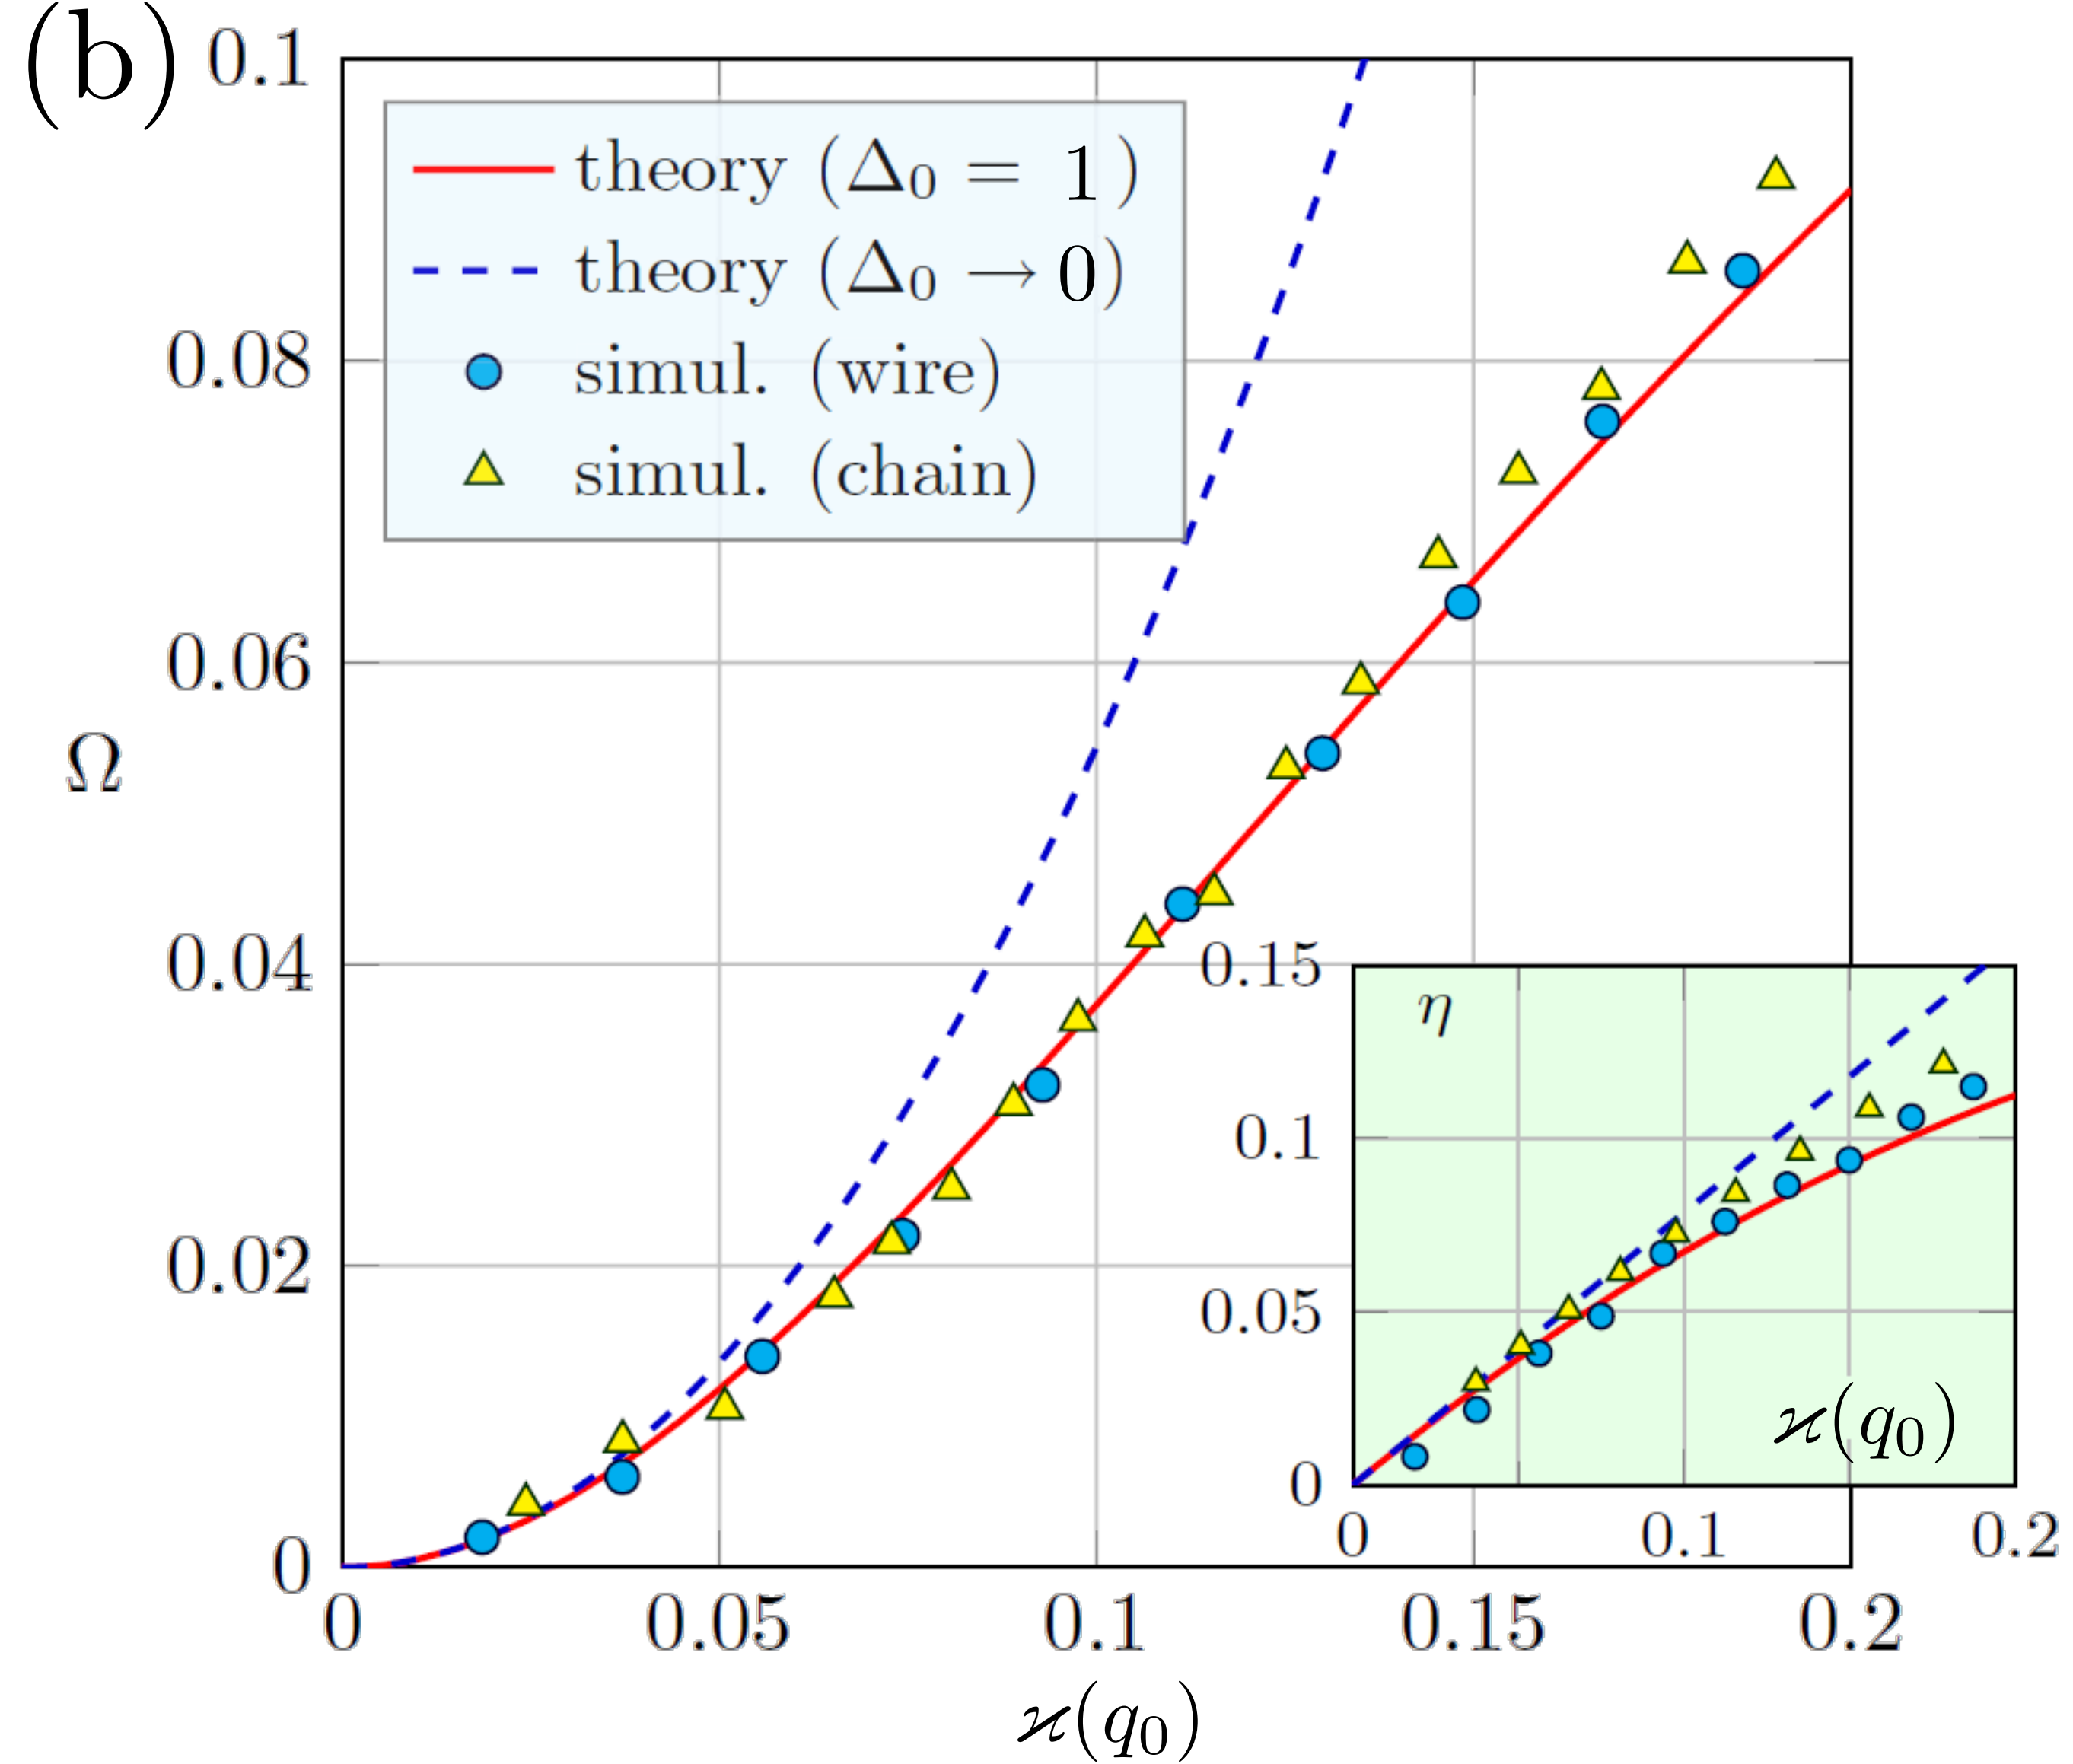 (b)
0.1
0.08
0.06
0.04
0.02
0
Ω
theory (Δ₀ = 1)
theory (Δ₀ → 0)
simul. (wire)
simul. (chain)
0 0.05 0.1 0.15 0.2
ϰ(q₀)
η
0.15
0.1
0.05
0
ϰ(q₀)
0 0.1 0.2